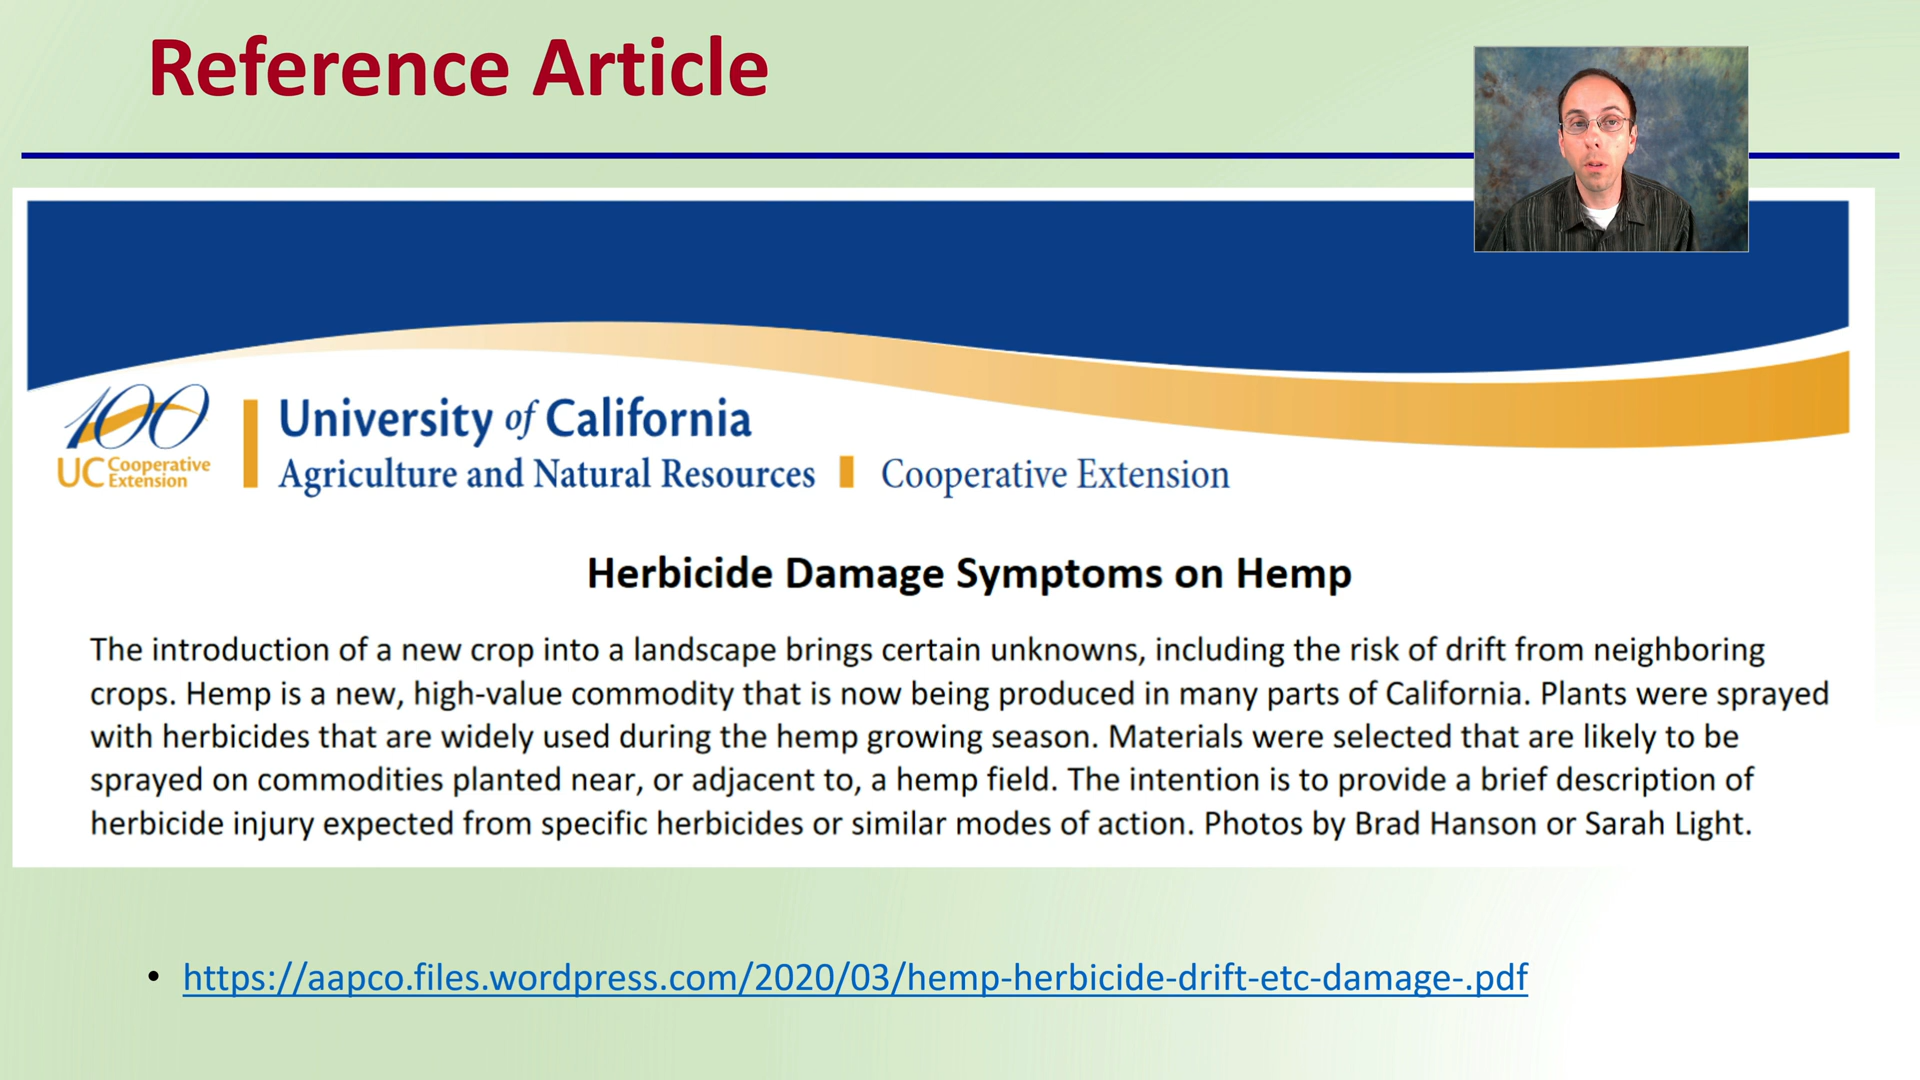 Reference Article
100
UC Cooperative Extension
University of California
Agriculture and Natural Resources Cooperative Extension
Herbicide Damage Symptoms on Hemp
The introduction of a new crop into a landscape brings certain unknowns, including the risk of drift from neighboring
crops. Hemp is a new, high-value commodity that is now being produced in many parts of California. Plants were sprayed
with herbicides that are widely used during the hemp growing season. Materials were selected that are likely to be
sprayed on commodities planted near, or adjacent to, a hemp field. The intention is to provide a brief description of
herbicide injury expected from specific herbicides or similar modes of action. Photos by Brad Hanson or Sarah Light.
• https://aapco.files.wordpress.com/2020/03/hemp-herbicide-drift-etc-damage-.pdf